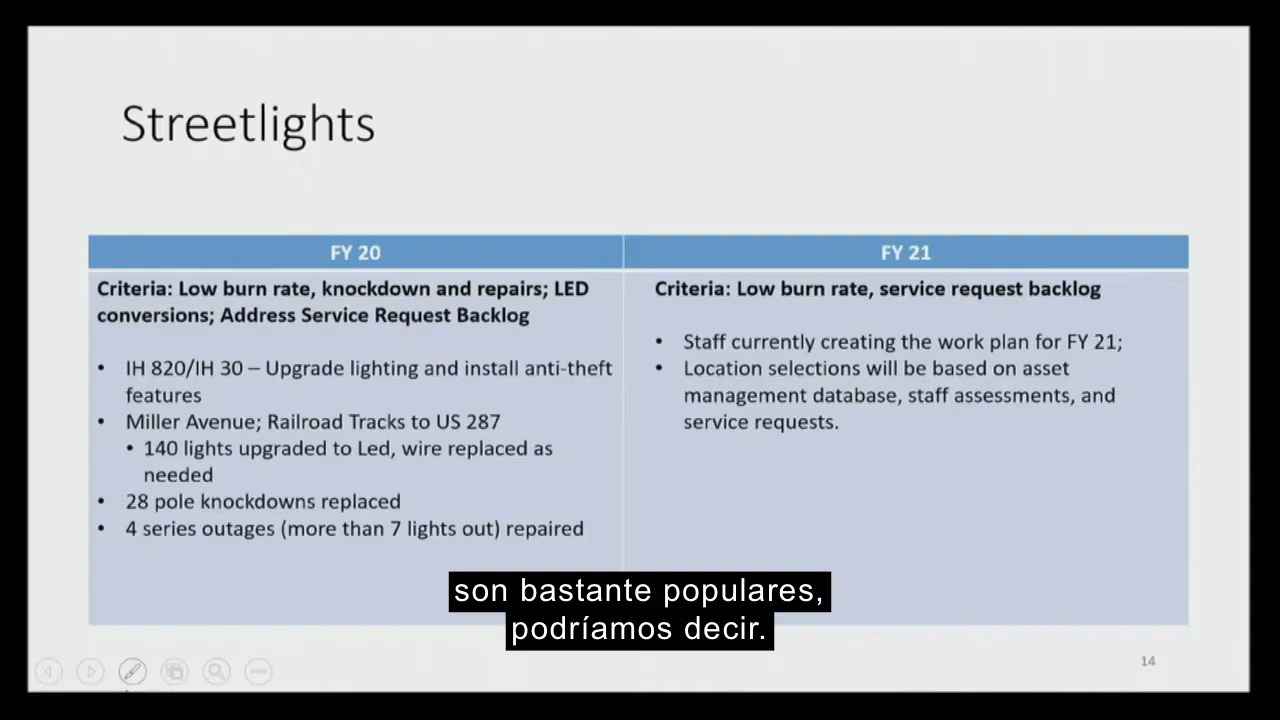 Streetlights
FY 20
FY 21
Criteria: Low burn rate, knockdown and repairs; LED
conversions; Address Service Request Backlog
• IH 820/IH 30 – Upgrade lighting and install anti-theft
features
• Miller Avenue; Railroad Tracks to US 287
• 140 lights upgraded to Led, wire replaced as
needed
• 28 pole knockdowns replaced
• 4 series outages (more than 7 lights out) repaired
Criteria: Low burn rate, service request backlog
• Staff currently creating the work plan for FY 21;
• Location selections will be based on asset
management database, staff assessments, and
service requests.
son bastante populares,
podríamos decir.
14